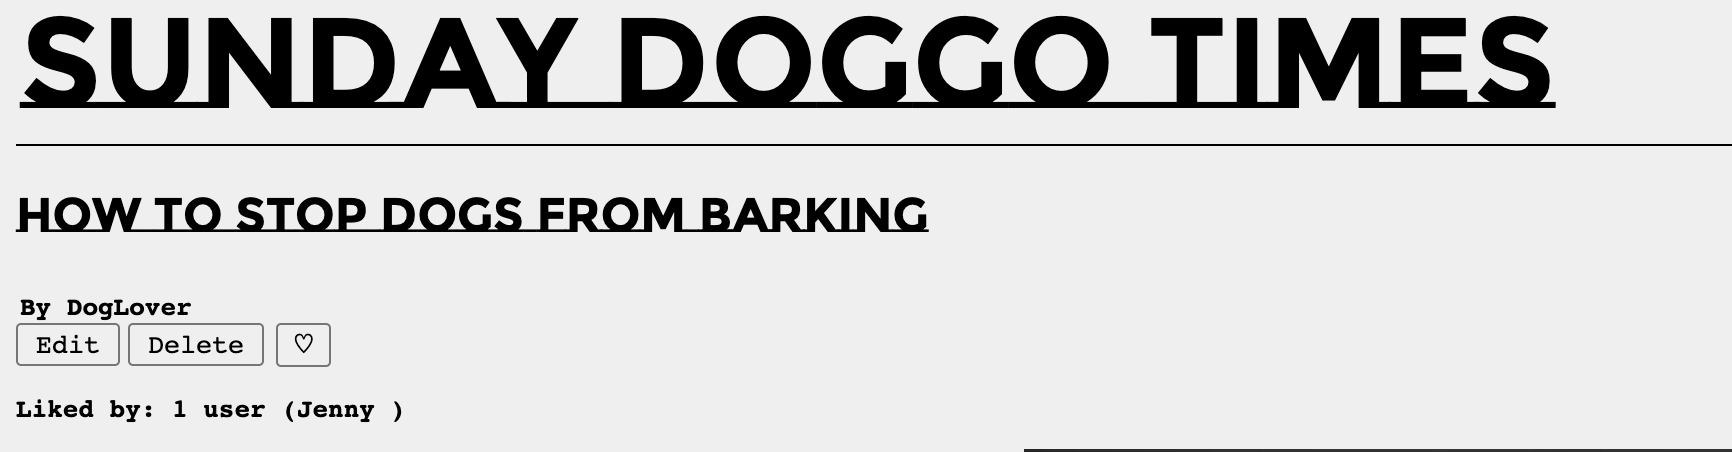 SUNDAY DOGGO TIMES
HOW TO STOP DOGS FROM BARKING
By DogLover
Edit Delete ♡
Liked by: 1 user (Jenny )